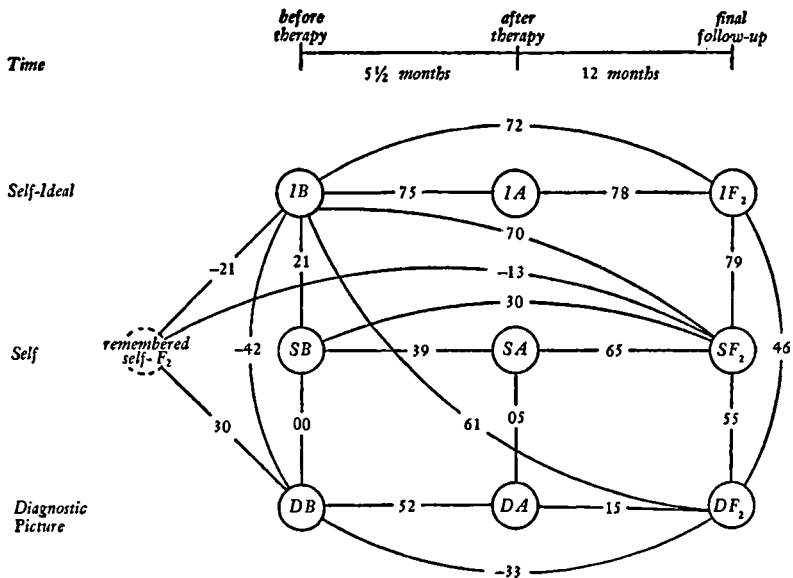 before therapy
after therapy
final follow-up
Time
5½ months
12 months
72
Self-Ideal
IB
75
IA
78
IF₂
70
-21
21
-13
79
30
remembered self-F₂
Self
-42
SB
39
SA
65
SF₂
46
30
00
61
05
55
Diagnostic Picture
DB
52
DA
15
DF₂
-33